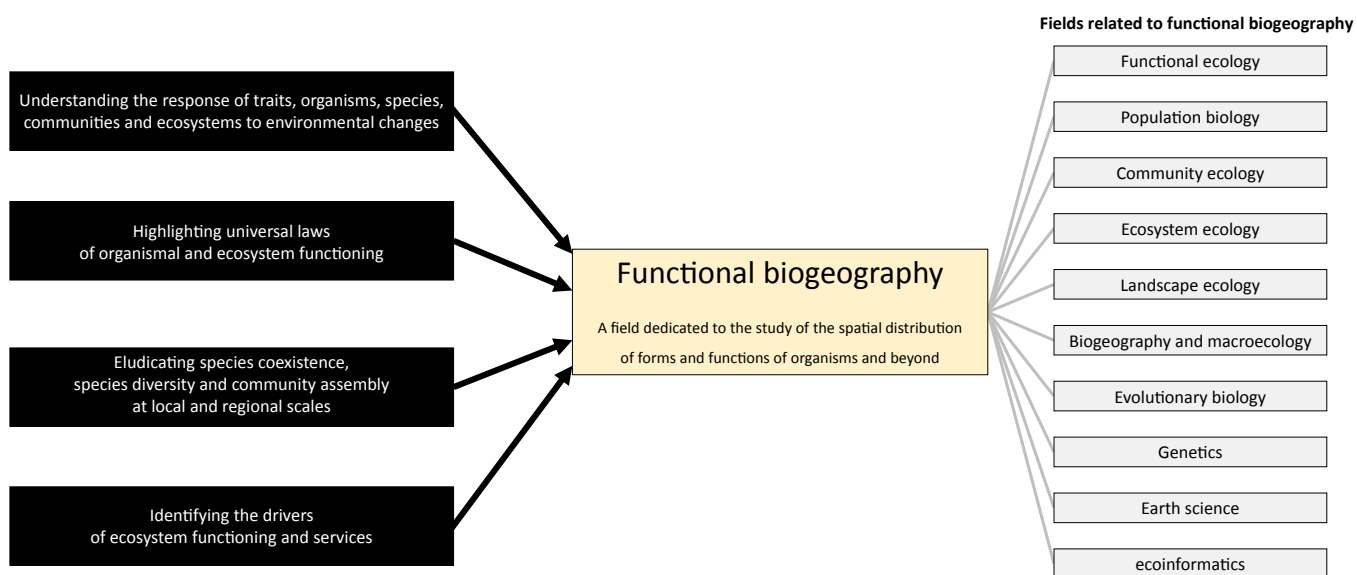 Fields related to functional biogeography
Understanding the response of traits, organisms, species,
communities and ecosystems to environmental changes
Highlighting universal laws
of organismal and ecosystem functioning
Eludicating species coexistence,
species diversity and community assembly
at local and regional scales
Identifying the drivers
of ecosystem functioning and services
Functional biogeography
A field dedicated to the study of the spatial distribution
of forms and functions of organisms and beyond
Functional ecology
Population biology
Community ecology
Ecosystem ecology
Landscape ecology
Biogeography and macroecology
Evolutionary biology
Genetics
Earth science
ecoinformatics